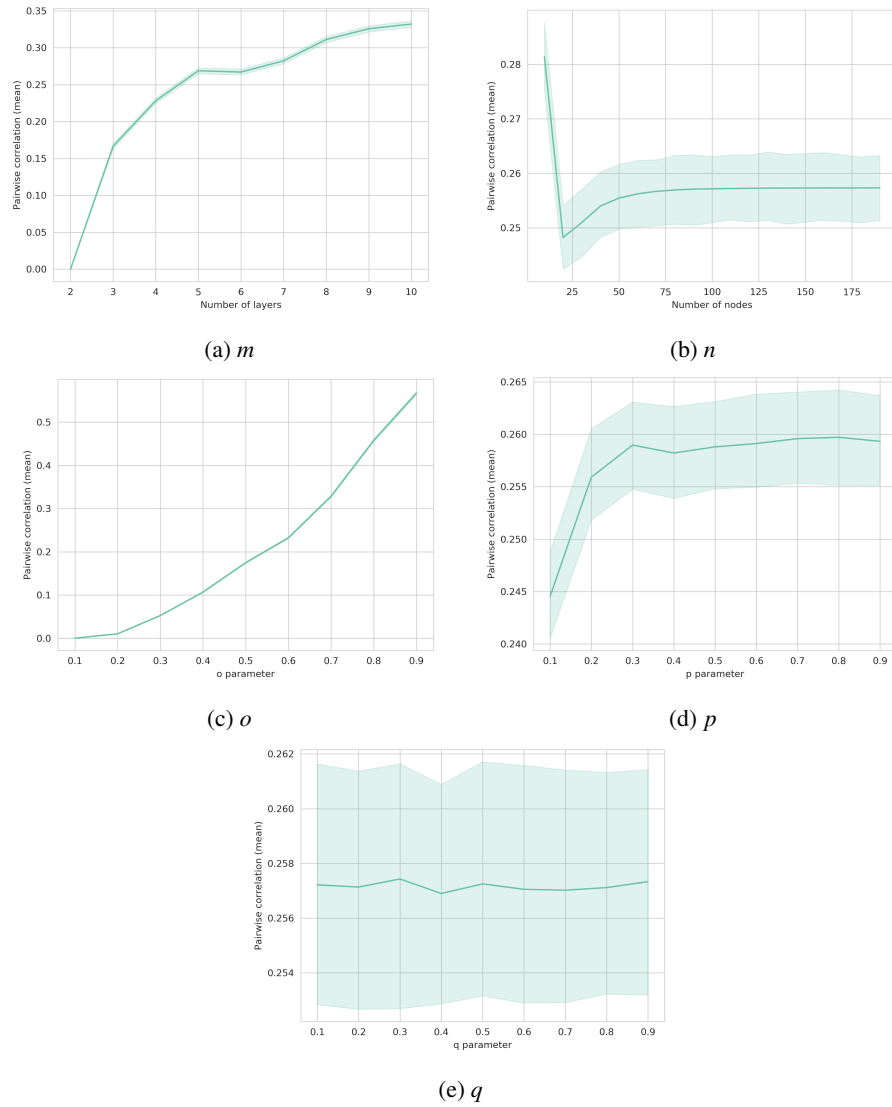 0.35
0.30
0.25
0.20
0.15
0.10
0.05
0.00
Pairwise correlation (mean)
2 3 4 5 6 7 8 9 10
Number of layers
(a) m
0.28
0.27
0.26
0.25
Pairwise correlation (mean)
25 50 75 100 125 150 175
Number of nodes
(b) n
0.5
0.4
0.3
0.2
0.1
0.0
Pairwise correlation (mean)
0.1 0.2 0.3 0.4 0.5 0.6 0.7 0.8 0.9
o parameter
(c) o
0.265
0.260
0.255
0.250
0.245
0.240
Pairwise correlation (mean)
0.1 0.2 0.3 0.4 0.5 0.6 0.7 0.8 0.9
p parameter
(d) p
0.262
0.260
0.258
0.256
0.254
Pairwise correlation (mean)
0.1 0.2 0.3 0.4 0.5 0.6 0.7 0.8 0.9
q parameter
(e) q